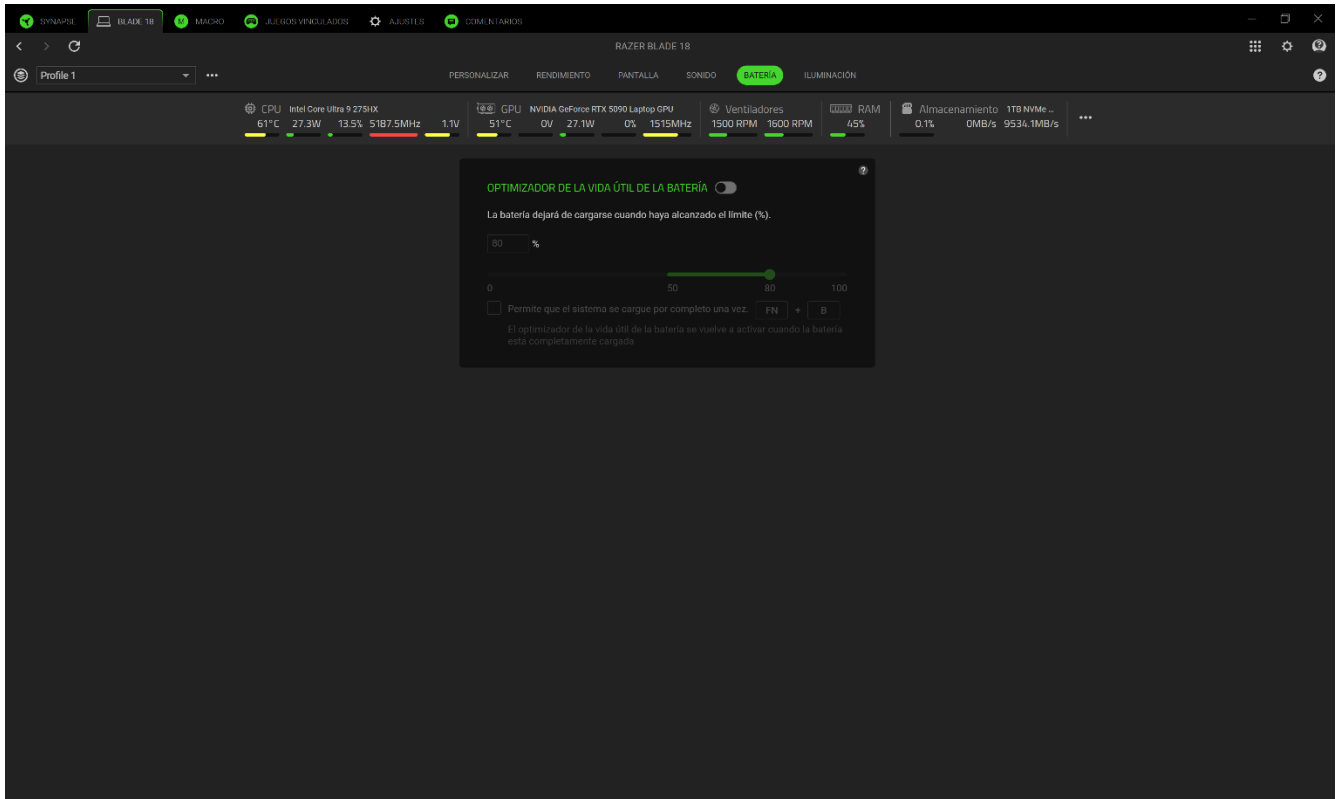 SYNAPSE BLADE 18 M MACRO JUEGOS VINCULADOS AJUSTES COMENTARIOS
RAZER BLADE 18
Profile 1
PERSONALIZAR RENDIMIENTO PANTALLA SONIDO BATERÍA ILUMINACIÓN
CPU Intel Core Ultra 9 275HX
61°C 27.3W 13.5% 5187.5MHz 1.1V
GPU NVIDIA GeForce RTX 5090 Laptop GPU
51°C 0V 27.1W 0% 1515MHz
Ventiladores
1500 RPM 1600 RPM
RAM
45%
Almacenamiento 1TB NVMe ...
0.1% 0MB/s 9534.1MB/s
OPTIMIZADOR DE LA VIDA ÚTIL DE LA BATERÍA
La batería dejará de cargarse cuando haya alcanzado el límite (%).
80 %
0 50 80 100
Permite que el sistema se cargue por completo una vez. FN + B
El optimizador de la vida útil de la batería se vuelve a activar cuando la batería
está completamente cargada